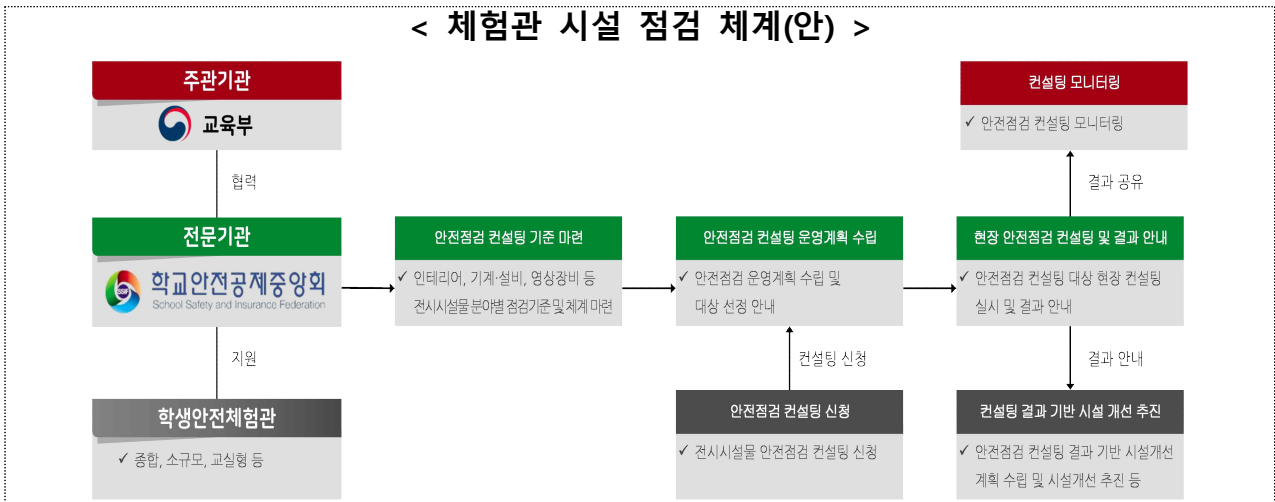 < 체험관 시설 점검 체계(안) >
주관기관
교육부
협력
전문기관
학교안전공제중앙회
School Safety and Insurance Federation
지원
학생안전체험관
✓ 종합, 소규모, 교실형 등
안전점검 컨설팅 기준 마련
✓ 인테리어, 기계·설비, 영상장비 등
전시시설물 분야별 점검기준 및 체계 마련
안전점검 컨설팅 운영계획 수립
✓ 안전점검 운영계획 수립 및
대상 선정 안내
컨설팅 신청
안전점검 컨설팅 신청
✓ 전시시설물 안전점검 컨설팅 신청
컨설팅 모니터링
✓ 안전점검 컨설팅 모니터링
결과 공유
현장 안전점검 컨설팅 및 결과 안내
✓ 안전점검 컨설팅 대상 현장 컨설팅
실시 및 결과 안내
결과 안내
컨설팅 결과 기반 시설 개선 추진
✓ 안전점검 컨설팅 결과 기반 시설개선
계획 수립 및 시설개선 추진 등